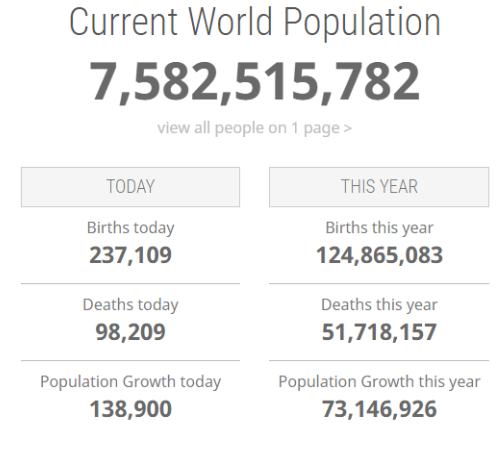 Current World Population
7,582,515,782
view all people on 1 page >
TODAY
Births today
237,109
Deaths today
98,209
Population Growth today
138,900
THIS YEAR
Births this year
124,865,083
Deaths this year
51,718,157
Population Growth this year
73,146,926